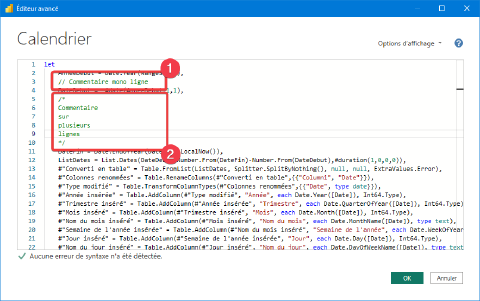 Éditeur avancé
Calendrier
Options d'affichage
1 let
2 AnneeDebut = Date.Year(Range
3 // Commentaire mono ligne
4 1,1),
5 /*
6 Commentaire
7 sur
8 plusieurs
9 lignes
10 */
11 DateFin = Date.EndOfYear(Date LocalNow()),
12 ListDates = List.Dates(DateDebut,Number.From(DateFin)-Number.From(DateDebut),#duration(1,0,0,0)),
13 #"Converti en table" = Table.FromList(ListDates, Splitter.SplitByNothing(), null, null, ExtraValues.Error),
14 #"Colonnes renommées" = Table.RenameColumns(#"Converti en table",{{"Column1", "Date"}}),
15 #"Type modifié" = Table.TransformColumnTypes(#"Colonnes renommées",{{"Date", type date}}),
16 #"Année insérée" = Table.AddColumn(#"Type modifié", "Année", each Date.Year([Date]), Int64.Type),
17 #"Trimestre inséré" = Table.AddColumn(#"Année insérée", "Trimestre", each Date.QuarterOfYear([Date]), Int64.Type)
18 #"Mois inséré" = Table.AddColumn(#"Trimestre inséré", "Mois", each Date.Month([Date]), Int64.Type),
19 #"Nom du mois inséré" = Table.AddColumn(#"Mois inséré", "Nom du mois", each Date.MonthName([Date]), type text),
20 #"Semaine de l'année insérée" = Table.AddColumn(#"Nom du mois inséré", "Semaine de l'année", each Date.WeekOfYear
21 #"Jour inséré" = Table.AddColumn(#"Semaine de l'année insérée", "Jour", each Date.Day([Date]), Int64.Type),
22 #"Nom du jour inséré" = Table.AddColumn(#"Jour inséré", "Nom du jour", each Date.DayOfWeekName([Date]), type text
1
2
Aucune erreur de syntaxe n'a été détectée.
OK
Annuler